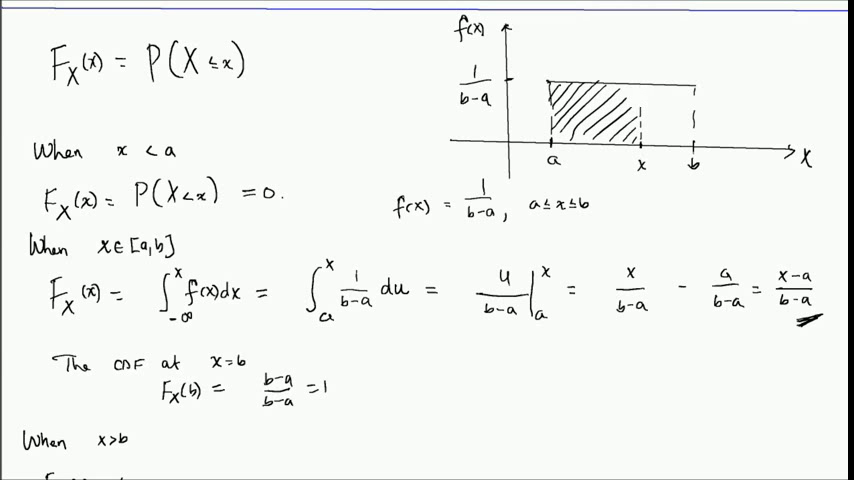 F_X(x) = P(X ≤ x)
f(x)
1/(b-a)
a x b X
f(x) = 1/(b-a), a ≤ x ≤ b
When x < a
F_X(x) = P(X < x) = 0.
When x ∈ [a,b]
F_X(x) = ∫_{-∞}^{x} f(x)dx = ∫_{a}^{x} 1/(b-a) du = u/(b-a) |_{a}^{x} = x/(b-a) - a/(b-a) = (x-a)/(b-a)
The CDF at x=b
F_X(b) = (b-a)/(b-a) = 1
When x>b